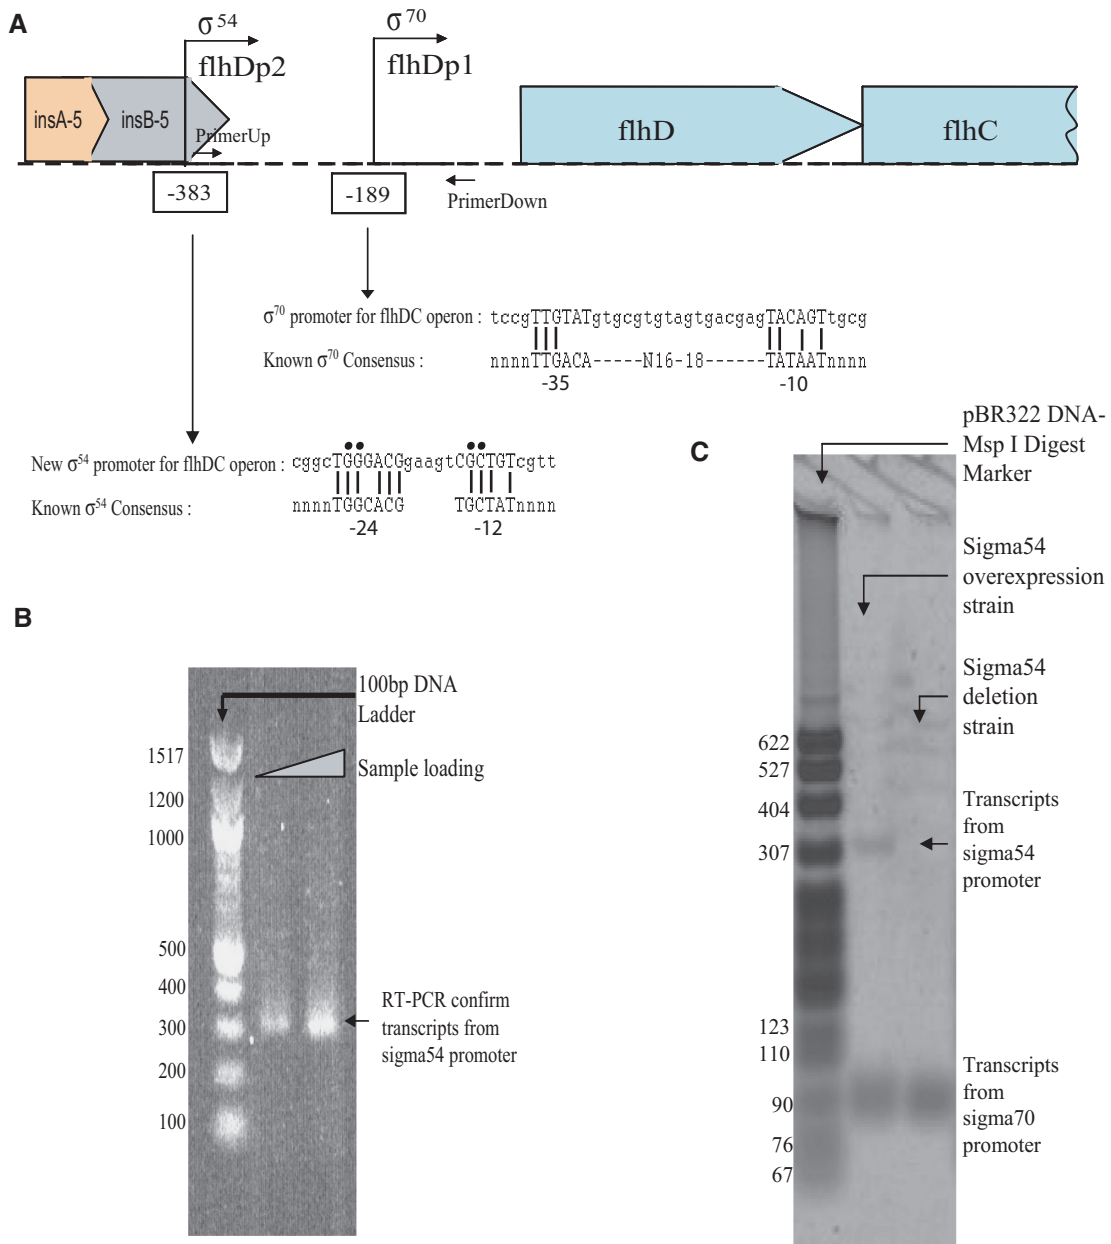 A
σ54
flhDp2
σ70
flhDp1
insA-5
insB-5
PrimerUp
flhD
flhC
-383
-189
PrimerDown
σ70 promoter for flhDC operon : tccgTTGTATgtgcgtgtagtgacgagTACAGTtgcg
Known σ70 Consensus : nnnnTTGACA-----N16-18------TATAATnnnn
-35
-10
New σ54 promoter for flhDC operon : cggcTGGGACGgaagtCGCTGTcgtt
Known σ54 Consensus : nnnnTGGCACG TGCTATnnnn
-24
-12
B
100bp DNA
Ladder
Sample loading
1517
1200
1000
500
400
300
200
100
RT-PCR confirm
transcripts from
sigma54 promoter
C
pBR322 DNA-
Msp I Digest
Marker
Sigma54
overexpression
strain
Sigma54
deletion
strain
622
527
404
307
123
110
90
76
67
Transcripts
from
sigma54
promoter
Transcripts
from
sigma70
promoter